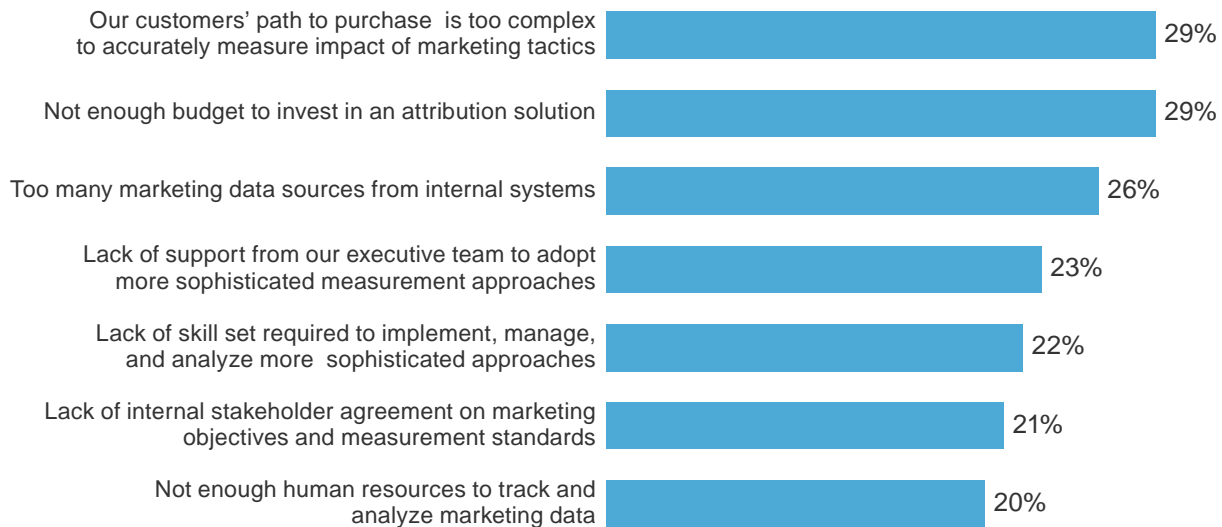 Our customers’ path to purchase  is too complex
to accurately measure impact of marketing tactics
29%
Not enough budget to invest in an attribution solution
29%
Too many marketing data sources from internal systems
26%
Lack of support from our executive team to adopt
more sophisticated measurement approaches
23%
Lack of skill set required to implement, manage,
and analyze more  sophisticated approaches
22%
Lack of internal stakeholder agreement on marketing
objectives and measurement standards
21%
Not enough human resources to track and
analyze marketing data
20%